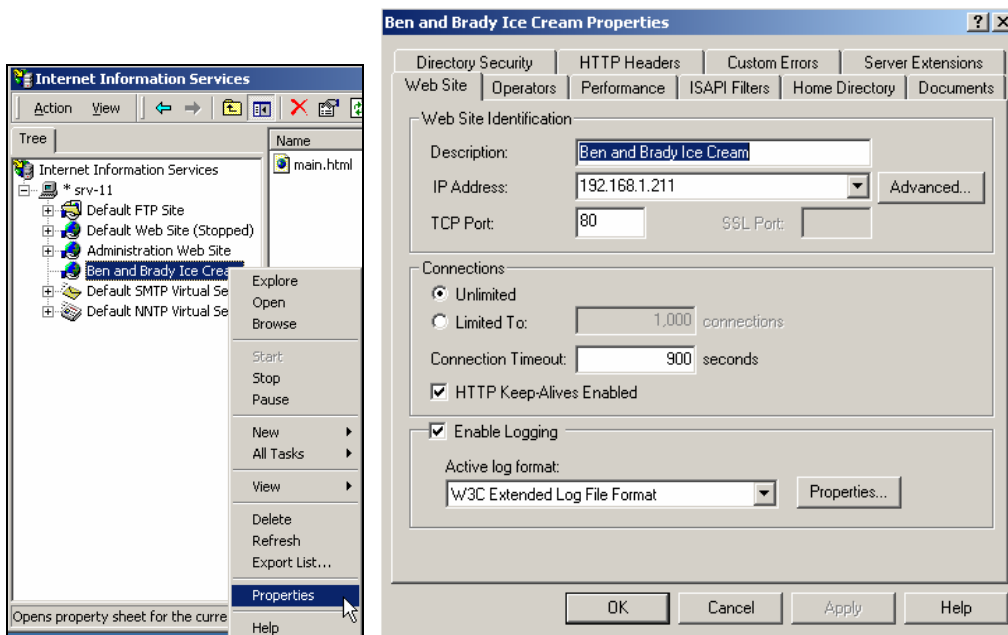 Internet Information Services
Action View
Tree
Name
Internet Information Services
main.html
* srv-11
Default FTP Site
Default Web Site (Stopped)
Administration Web Site
Ben and Brady Ice Crea
Default SMTP Virtual Se
Default NNTP Virtual Se
Explore
Open
Browse
Start
Stop
Pause
New
All Tasks
View
Delete
Refresh
Export List...
Properties
Help
Opens property sheet for the curre
Ben and Brady Ice Cream Properties
Directory Security HTTP Headers Custom Errors Server Extensions
Web Site Operators Performance ISAPI Filters Home Directory Documents
Web Site Identification
Description: Ben and Brady Ice Cream
IP Address: 192.168.1.211 Advanced...
TCP Port: 80 SSL Port:
Connections
Unlimited
Limited To: 1,000 connections
Connection Timeout: 900 seconds
HTTP Keep-Alives Enabled
Enable Logging
Active log format:
W3C Extended Log File Format Properties...
OK Cancel Apply Help